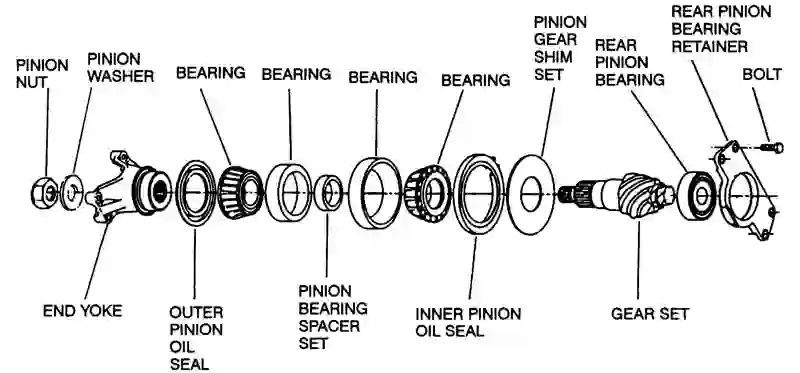 PINION
NUT
PINION
WASHER
BEARING
BEARING
BEARING
BEARING
PINION
GEAR
SHIM
SET
REAR
PINION
BEARING
REAR PINION
BEARING
RETAINER
BOLT
END YOKE
OUTER
PINION
OIL
SEAL
PINION
BEARING
SPACER
SET
INNER PINION
OIL SEAL
GEAR SET